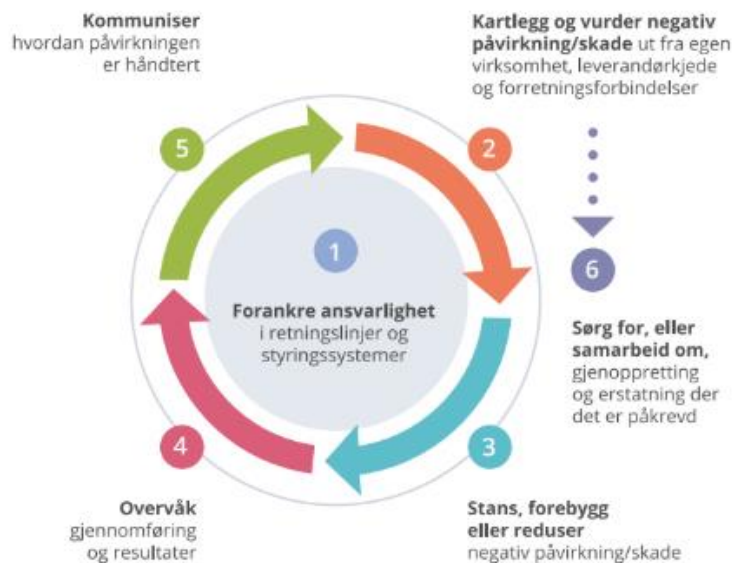 Kommuniser
hvordan påvirkningen
er håndtert
5
Kartlegg og vurder negativ
påvirkning/skade ut fra egen
virksomhet, leverandørkjede
og forretningsforbindelser
2
1
Forankre ansvarlighet
i retningslinjer og
styringssystemer
6
Sørg for, eller
samarbeid om,
gjenoppretting
og erstatning der
det er påkrevd
4
Overvåk
gjennomføring
og resultater
3
Stans, forebygg
eller reduser
negativ påvirkning/skade